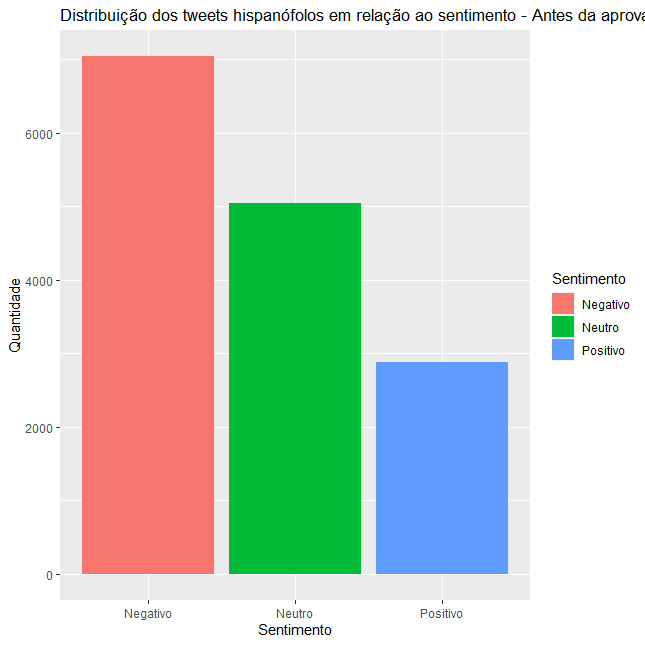 Distribuição dos tweets hispanófolos em relação ao sentimento - Antes da aprova
6000
4000
2000
0
Quantidade
Negativo Neutro Positivo
Sentimento
Sentimento
Negativo
Neutro
Positivo